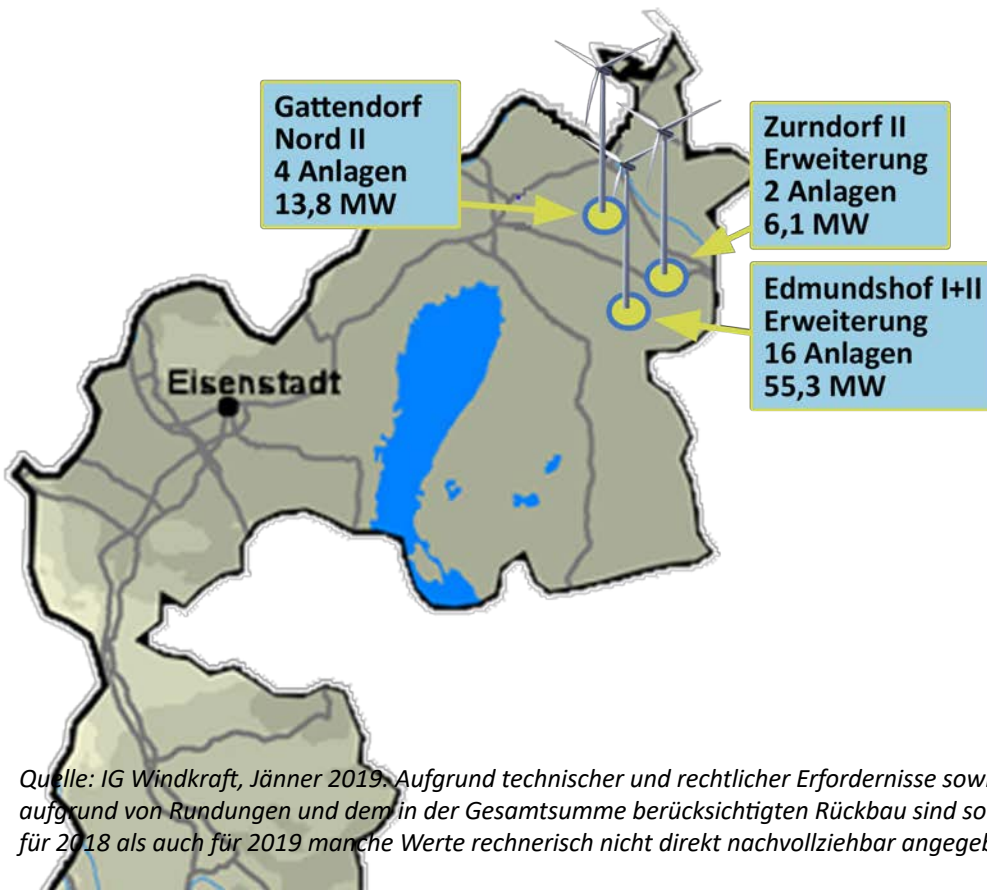 Gattendorf
Nord II
4 Anlagen
13,8 MW
Zurndorf II
Erweiterung
2 Anlagen
6,1 MW
Edmundshof I+II
Erweiterung
16 Anlagen
55,3 MW
Eisenstadt
Quelle: IG Windkraft, Jänner 2019. Aufgrund technischer und rechtlicher Erfordernisse
aufgrund von Rundungen und dem in der Gesamtsumme berücksichtigten Rückbau sind
für 2018 als auch für 2019 manche Werte rechnerisch nicht direkt nachvollziehbar